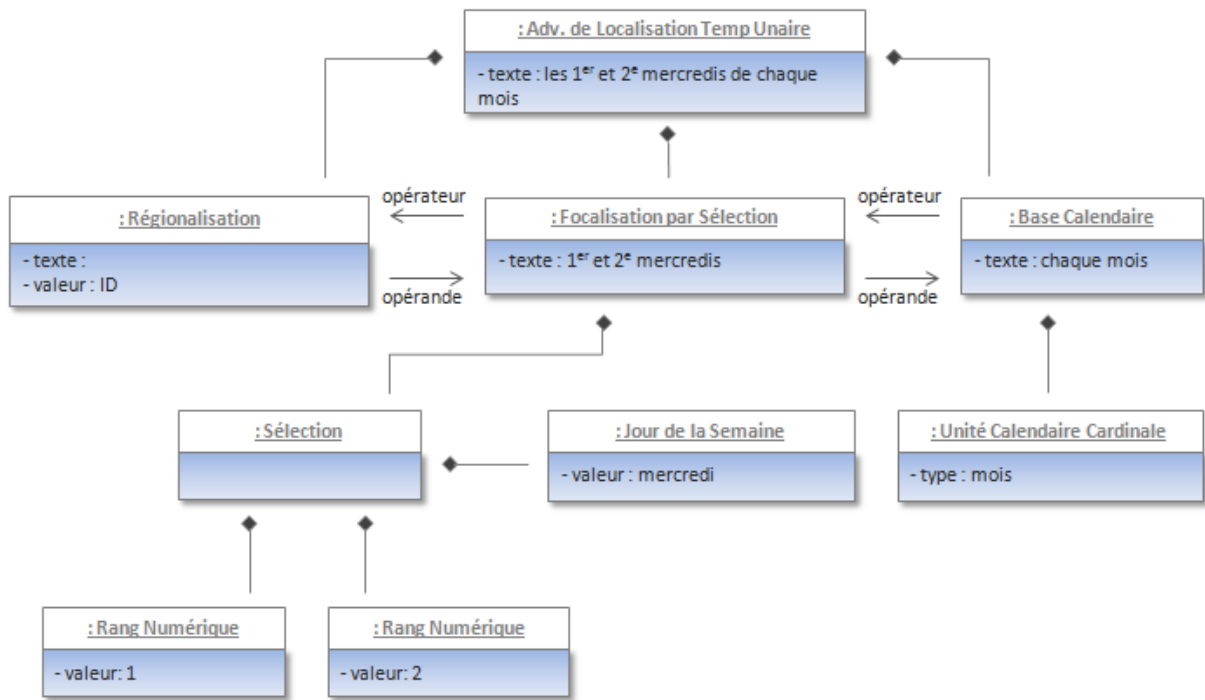 : Adv. de Localisation Temp Unaire
- texte : les 1er et 2e mercredis de chaque
mois
opérateur
opérateur
: Régionalisation
: Focalisation par Sélection
: Base Calendaire
- texte :
- valeur : ID
- texte : 1er et 2e mercredis
- texte : chaque mois
opérande
opérande
: Sélection
: Jour de la Semaine
: Unité Calendaire Cardinale
- valeur : mercredi
- type : mois
: Rang Numérique
: Rang Numérique
- valeur: 1
- valeur: 2